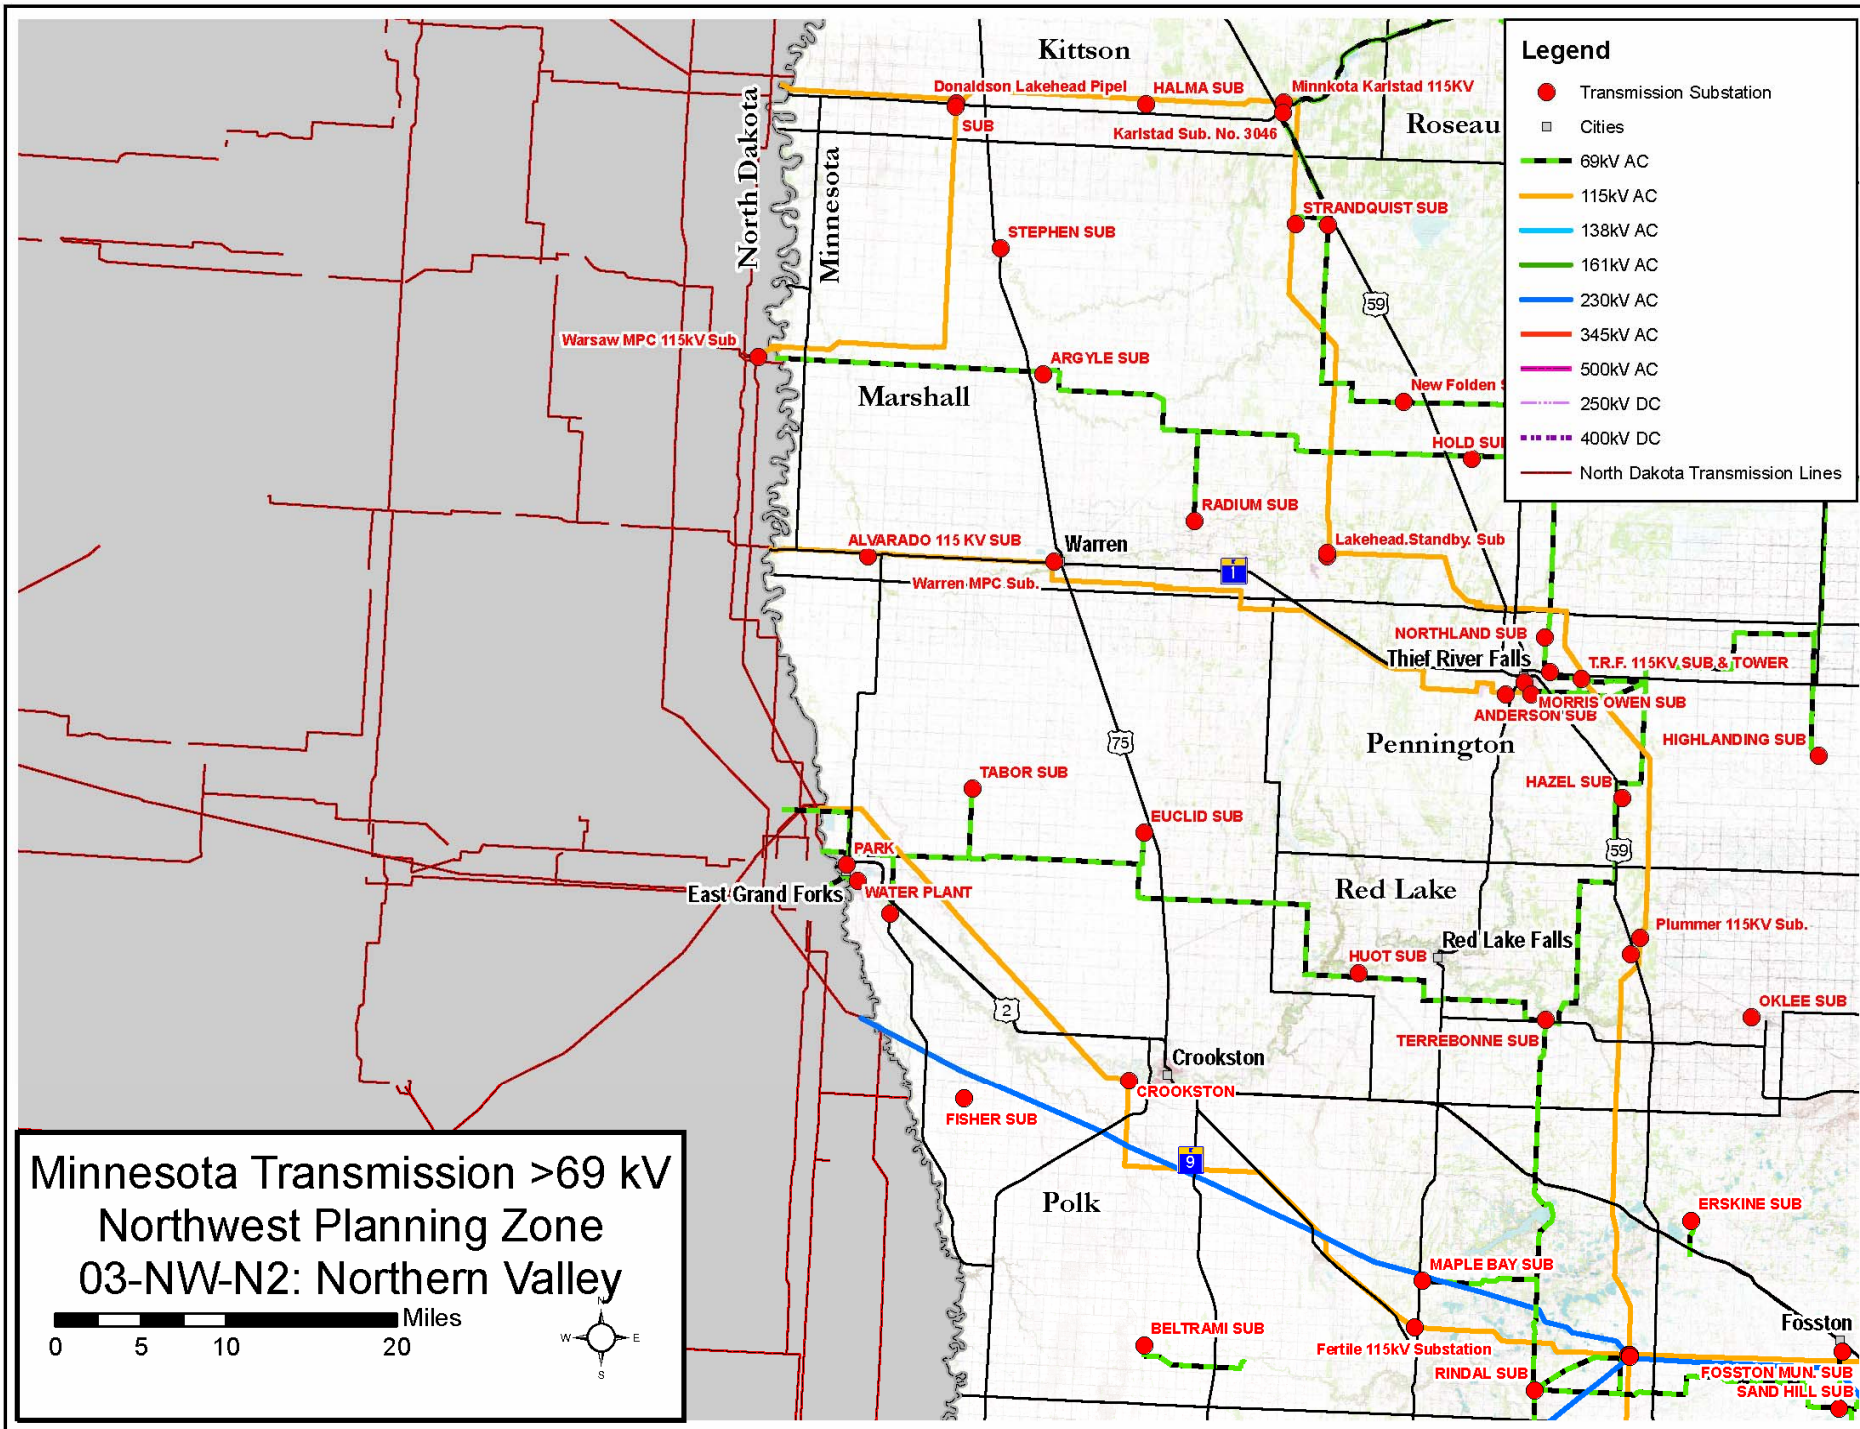 Kittson
Donaldson Lakehead Pipel
HALMA SUB
Minnkota Karlstad 115KV
SUB
Karlstad Sub. No. 3046
Roseau
North Dakota
Minnesota
STRANDQUIST SUB
STEPHEN SUB
59
Warsaw MPC 115kV Sub
ARGYLE SUB
Marshall
New Folden S
HOLD SU
RADIUM SUB
ALVARADO 115 KV SUB
Warren
Lakehead.Standby. Sub
1
Warren MPC Sub.
NORTHLAND SUB
Thief River Falls
T.R.F. 115KV SUB & TOWER
MORRIS OWEN SUB
ANDERSON SUB
75
Pennington
HIGHLANDING SUB
HAZEL SUB
TABOR SUB
EUCLID SUB
59
PARK
East Grand Forks
WATER PLANT
Red Lake
Plummer 115KV Sub.
Red Lake Falls
HUOT SUB
2
OKLEE SUB
TERREBONNE SUB
Crookston
CROOKSTON
FISHER SUB
9
Polk
ERSKINE SUB
MAPLE BAY SUB
BELTRAMI SUB
Fertile 115kV Substation
Fosston
RINDAL SUB
FOSSTON MUN. SUB
SAND HILL SUB
Legend
Transmission Substation
Cities
69kV AC
115kV AC
138kV AC
161kV AC
230kV AC
345kV AC
500kV AC
250kV DC
400kV DC
North Dakota Transmission Lines
Minnesota Transmission >69 kV
Northwest Planning Zone
03-NW-N2: Northern Valley
Miles
0 5 10 20
N
W E
S